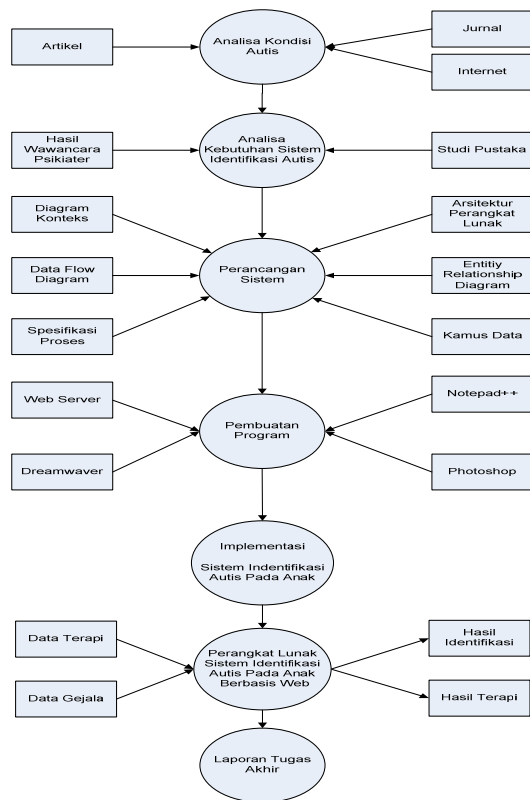 Artikel
Analisa Kondisi
Autis
Jurnal
Internet
Hasil
Wawancara
Psikiater
Analisa
Kebutuhan Sistem
Identifikasi Autis
Studi Pustaka
Diagram
Konteks
Arsitektur
Perangkat
Lunak
Data Flow
Diagram
Perancangan
Sistem
Entitiy
Relationship
Diagram
Spesifikasi
Proses
Kamus Data
Web Server
Notepad++
Pembuatan
Program
Dreamwaver
Photoshop
Implementasi
Sistem Indentifikasi
Autis Pada Anak
Data Terapi
Perangkat Lunak
Sistem Identifikasi
Autis Pada Anak
Berbasis Web
Hasil
Identifikasi
Data Gejala
Hasil Terapi
Laporan Tugas
Akhir